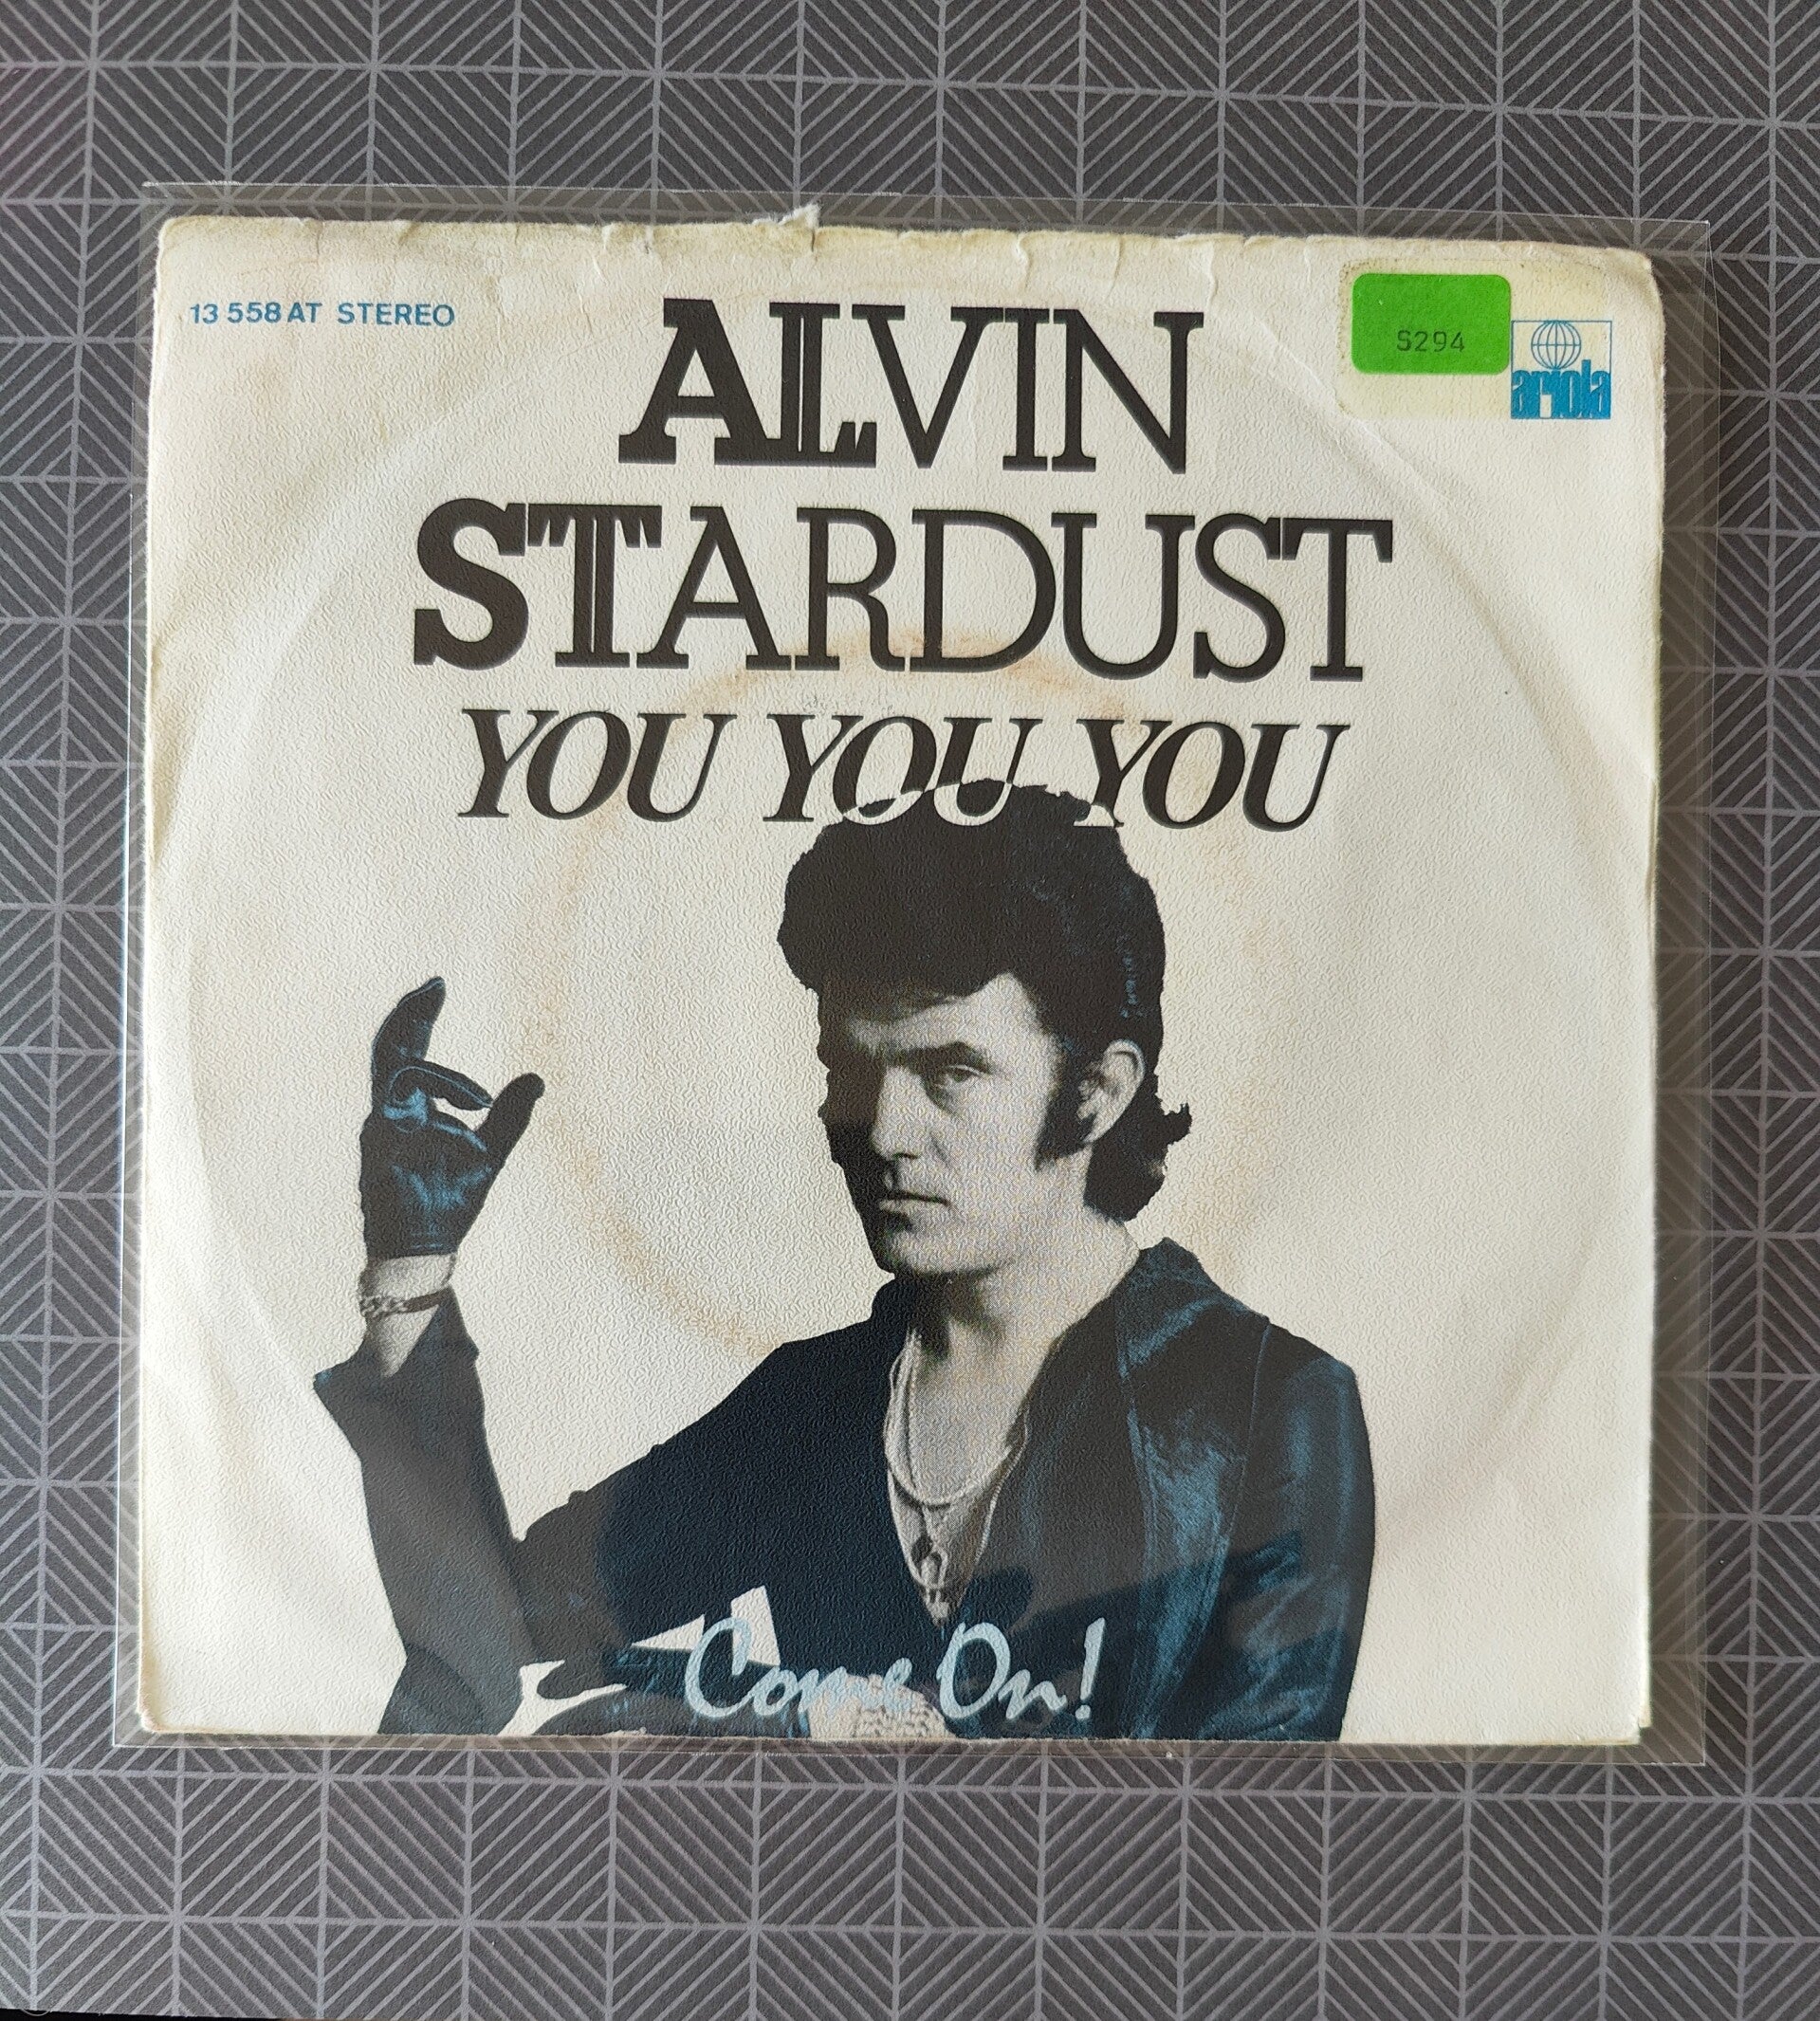 13 558 AT STEREO
S294
ariola
ALVIN
STARDUST
YOU YOU YOU
Come On!